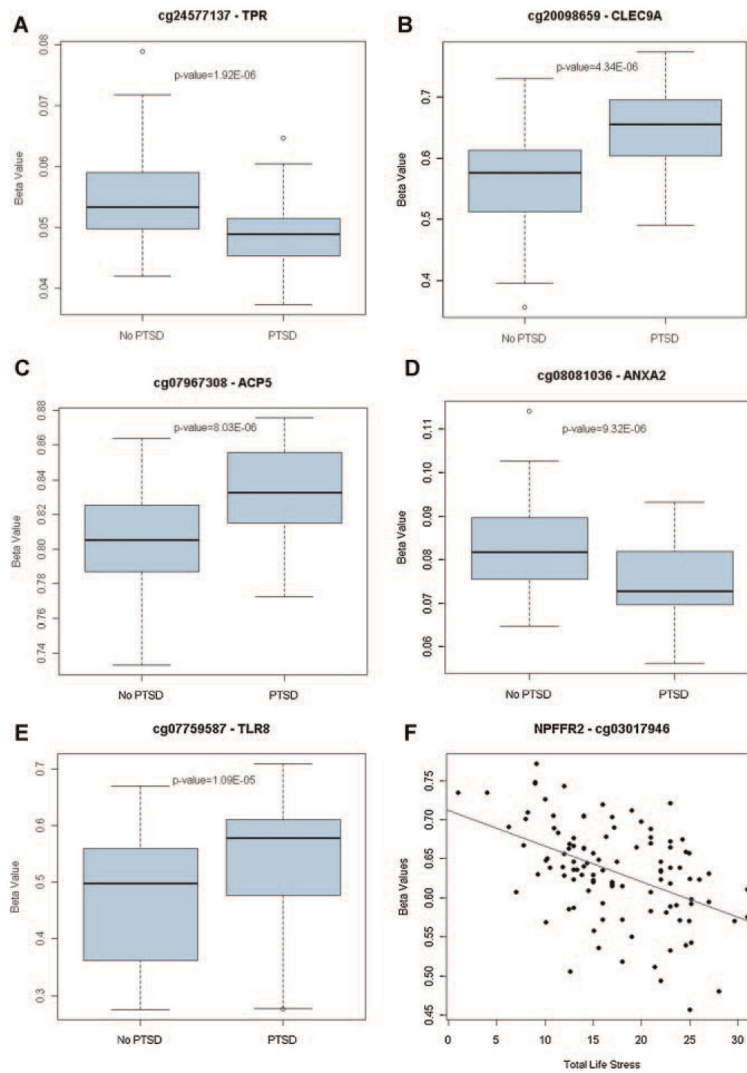 A
cg24577137 - TPR
p-value=1.92E-06
Beta Value
0.08
0.07
0.06
0.05
0.04
No PTSD
PTSD
B
cg20098659 - CLEC9A
p-value=4.34E-06
Beta Value
0.7
0.6
0.5
0.4
No PTSD
PTSD
C
cg07967308 - ACP5
p-value=8.03E-06
Beta Value
0.88
0.86
0.84
0.82
0.80
0.78
0.76
0.74
No PTSD
PTSD
D
cg08081036 - ANXA2
p-value=9.32E-06
Beta Value
0.11
0.10
0.09
0.08
0.07
0.06
No PTSD
PTSD
E
cg07759587 - TLR8
p-value=1.09E-05
Beta Value
0.7
0.6
0.5
0.4
0.3
No PTSD
PTSD
F
NPFFR2 - cg03017946
Beta Values
0.75
0.70
0.65
0.60
0.55
0.50
0.45
0 5 10 15 20 25 30
Total Life Stress